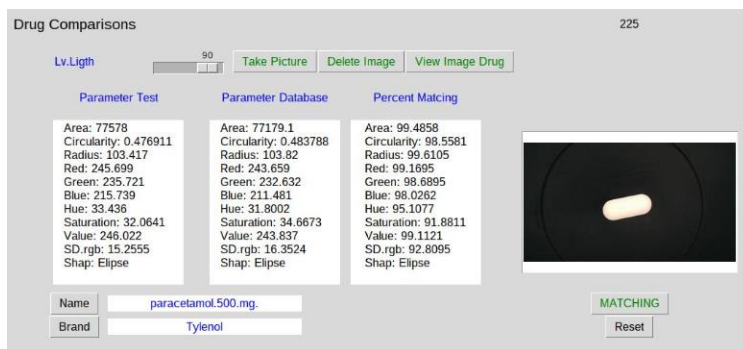 Drug Comparisons
225
Lv.Ligth
90
Take Picture
Delete Image
View Image Drug
Parameter Test
Parameter Database
Percent Matcing
Area: 77578
Circularity: 0.476911
Radius: 103.417
Red: 245.699
Green: 235.721
Blue: 215.739
Hue: 33.436
Saturation: 32.0641
Value: 246.022
SD.rgb: 15.2555
Shap: Elipse
Area: 77179.1
Circularity: 0.483788
Radius: 103.82
Red: 243.659
Green: 232.632
Blue: 211.481
Hue: 31.8002
Saturation: 34.6673
Value: 243.837
SD.rgb: 16.3524
Shap: Elipse
Area: 99.4858
Circularity: 98.5581
Radius: 99.6105
Red: 99.1695
Green: 98.6895
Blue: 98.0262
Hue: 95.1077
Saturation: 91.8811
Value: 99.1121
SD.rgb: 92.8095
Shap: Elipse
Name
paracetamol.500.mg.
MATCHING
Brand
Tylenol
Reset